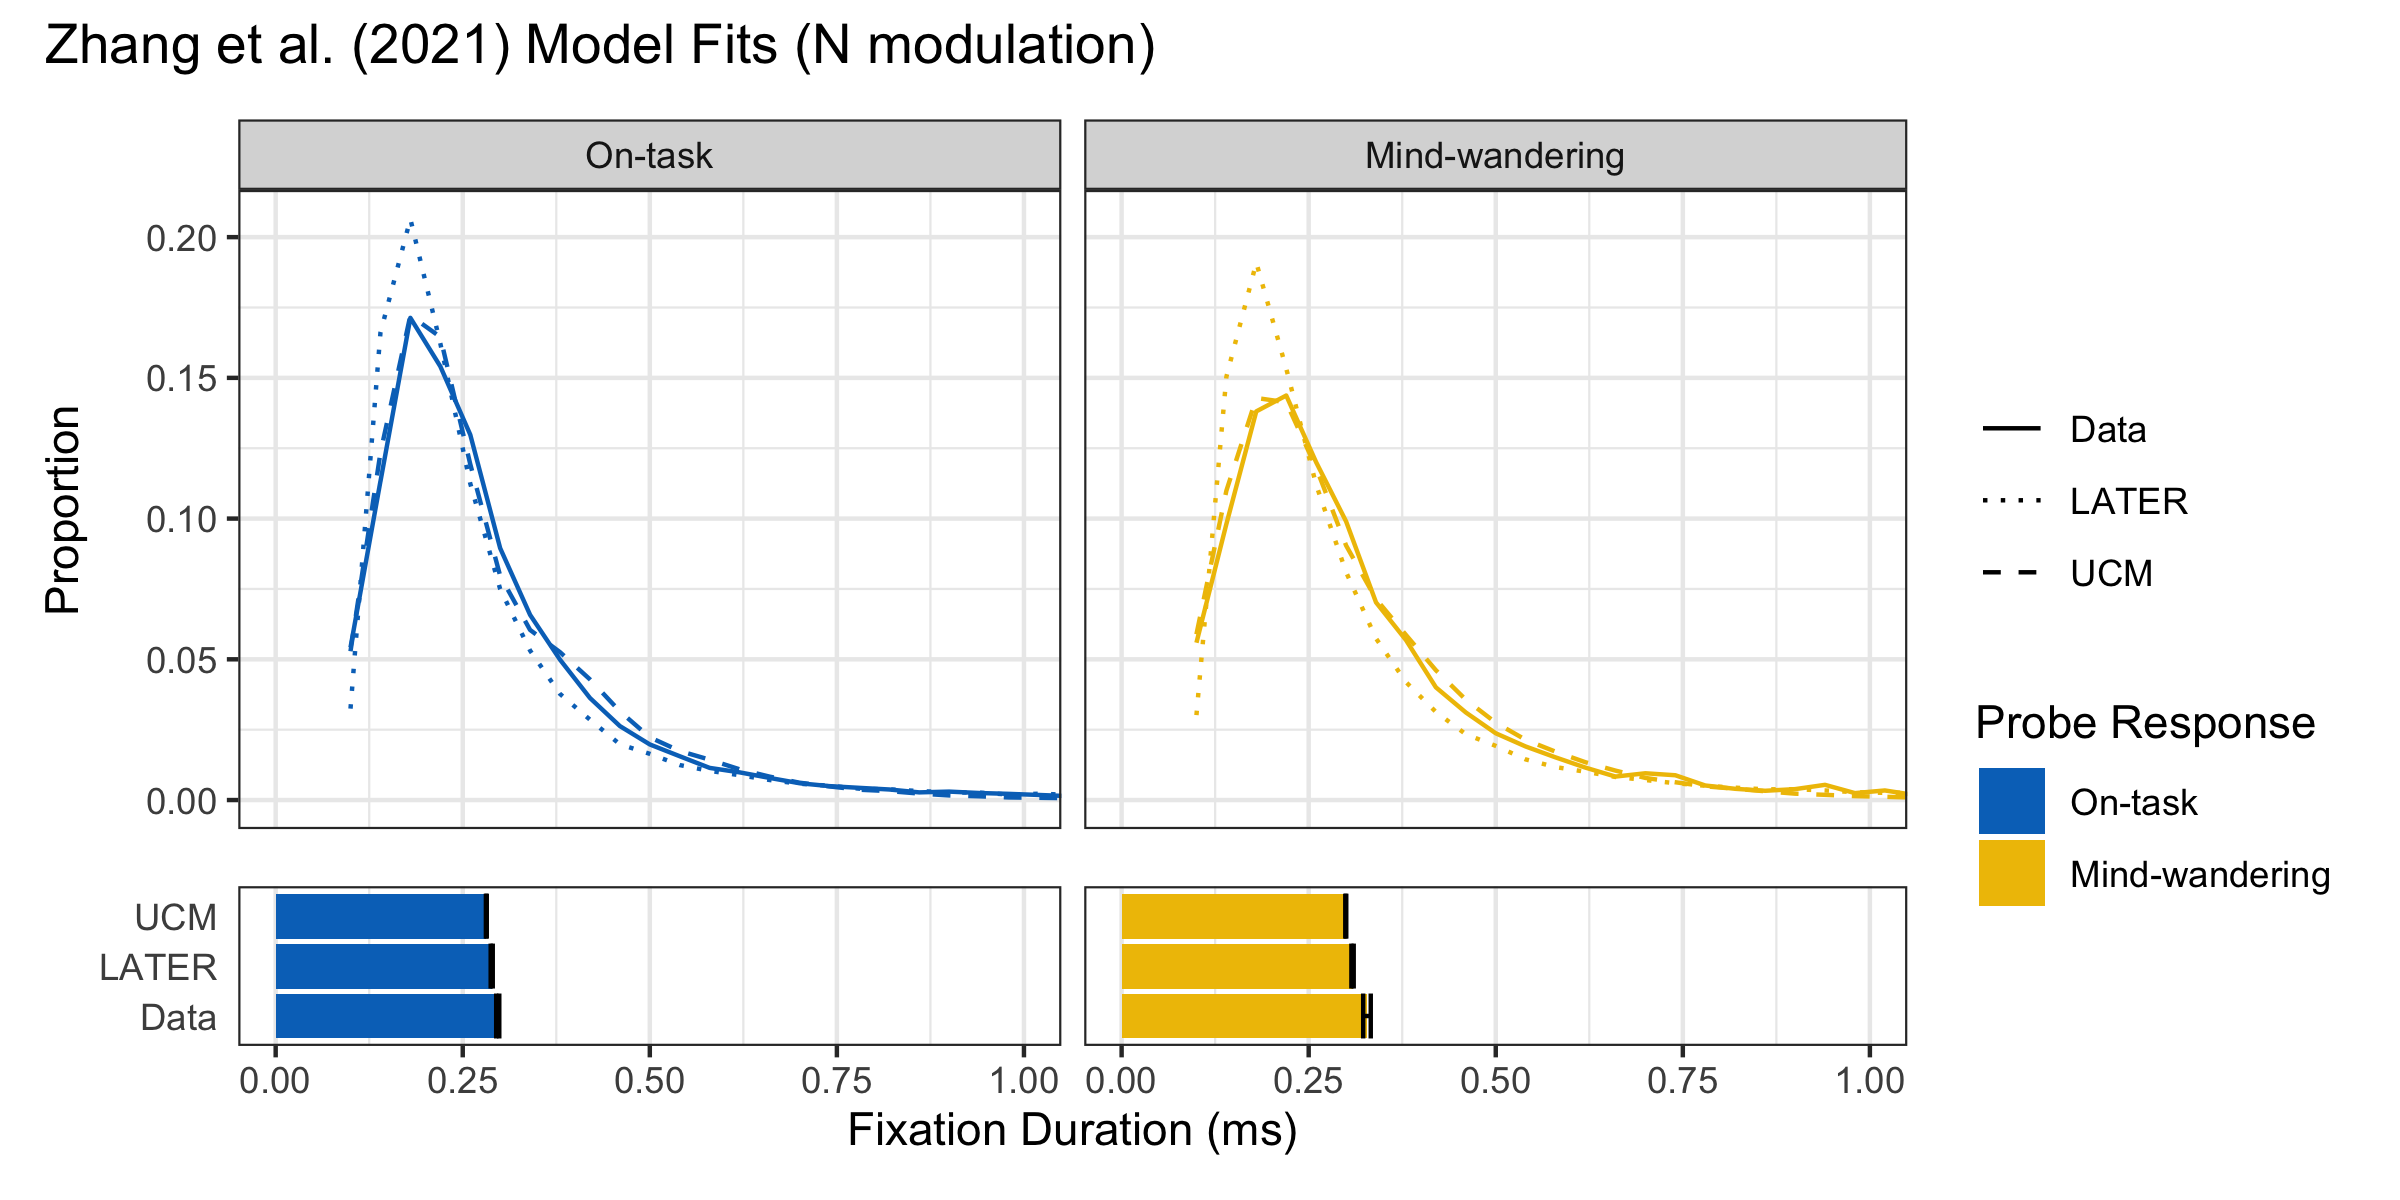 Zhang et al. (2021) Model Fits (N modulation)
On-task
Mind-wandering
Proportion
0.20
0.15
0.10
0.05
0.00
Data
LATER
UCM
Probe Response
On-task
Mind-wandering
UCM
LATER
Data
0.00 0.25 0.50 0.75 1.00 0.00 0.25 0.50 0.75 1.00
Fixation Duration (ms)